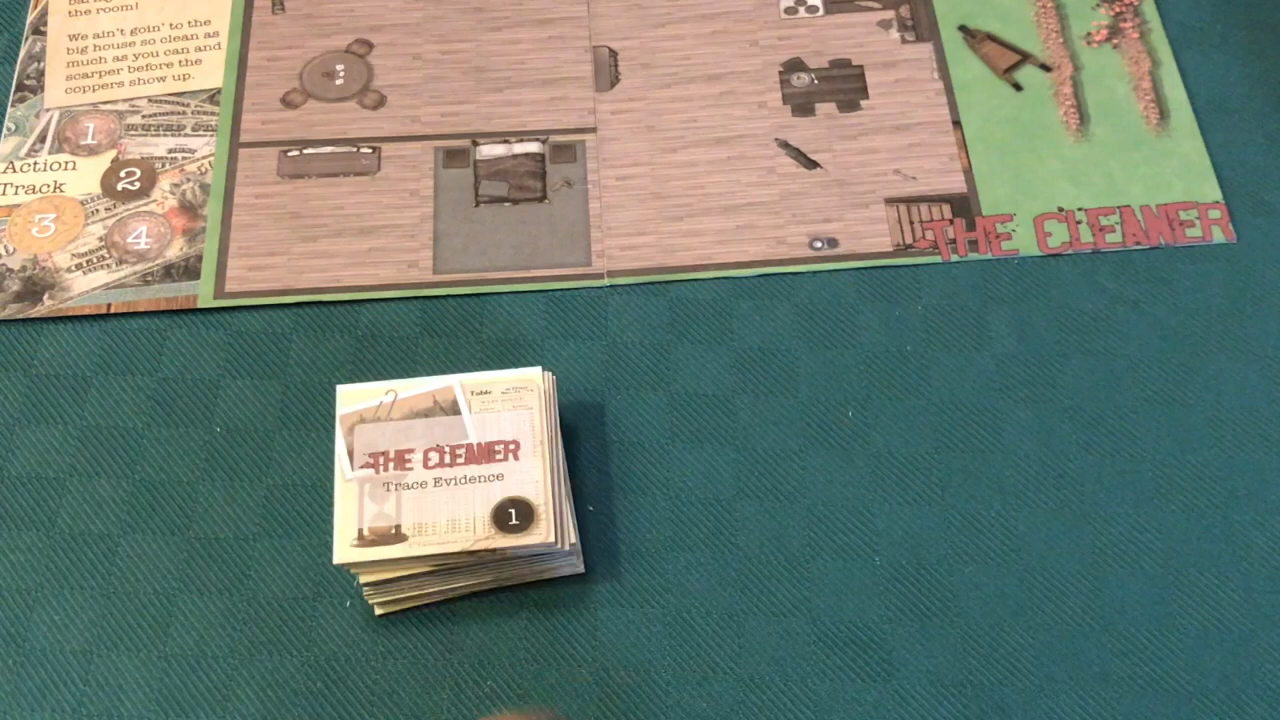 the room!
We ain't goin' to the
big house so clean as
much as you can and
scarper before the
coppers show up.
1
Action
Track
2
3
4
THE CLEANER
Table
THE CLEANER
Trace Evidence
1